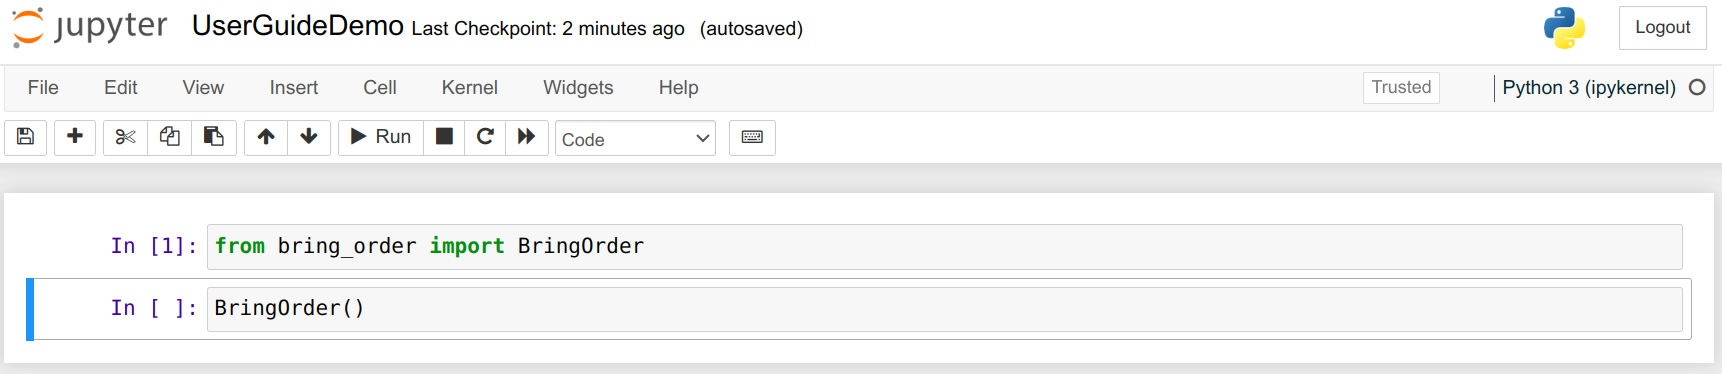 jupyter UserGuideDemo Last Checkpoint: 2 minutes ago (autosaved) Logout
File Edit View Insert Cell Kernel Widgets Help Trusted Python 3 (ipykernel)
Run Code
In [1]: from bring_order import BringOrder
In [ ]: BringOrder()